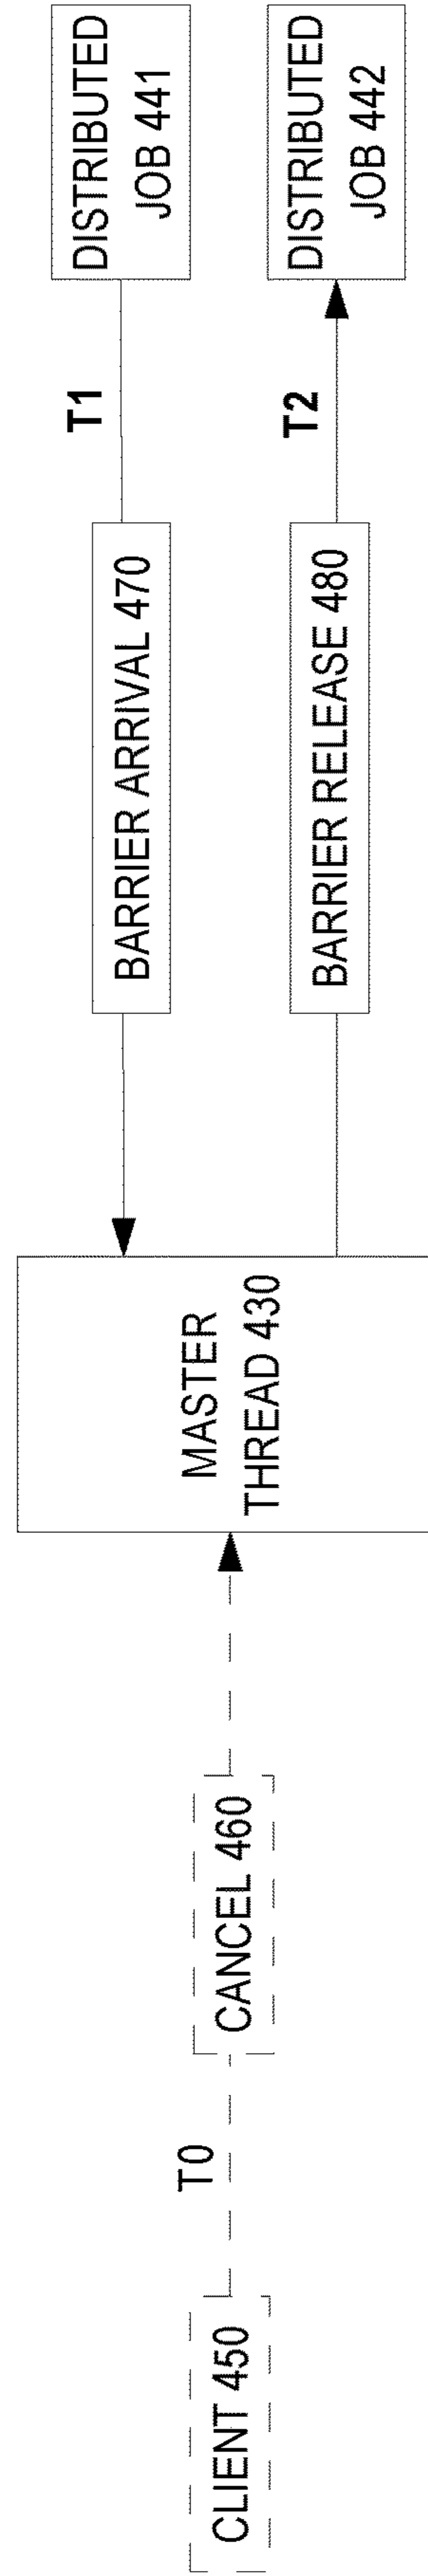 CLIENT 450
T0
CANCEL 460
MASTER
THREAD 430
BARRIER ARRIVAL 470
T1
DISTRIBUTED
JOB 441
BARRIER RELEASE 480
T2
DISTRIBUTED
JOB 442